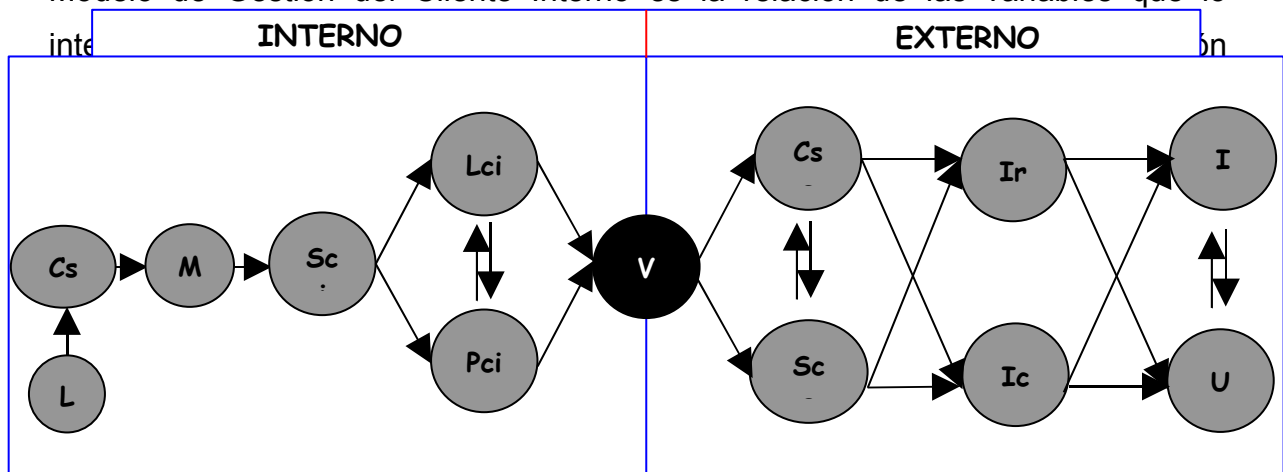 Modelo de Gestión del Cliente Interno es la relación de las variables que lo
INTERNO EXTERNO
Lci Cs Ir I
Cs M Sc V
Pci Sc Ic U
L